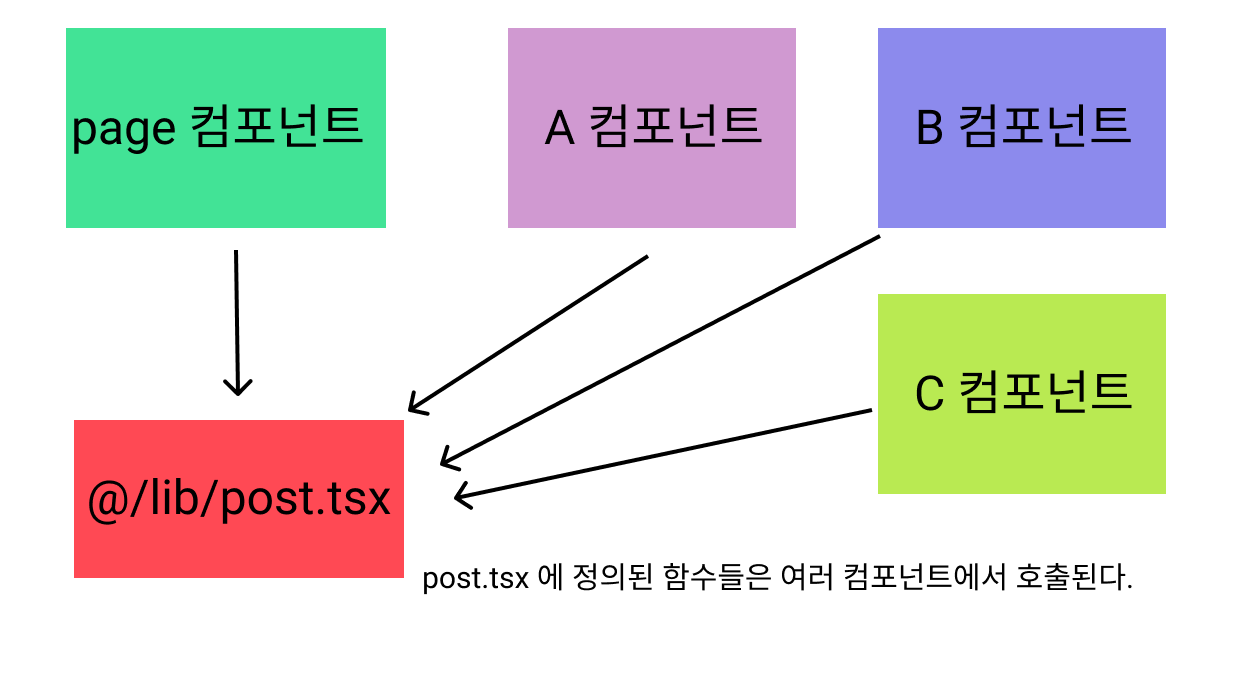 page 컴포넌트
A 컴포넌트
B 컴포넌트
C 컴포넌트
@/lib/post.tsx
post.tsx 에 정의된 함수들은 여러 컴포넌트에서 호출된다.